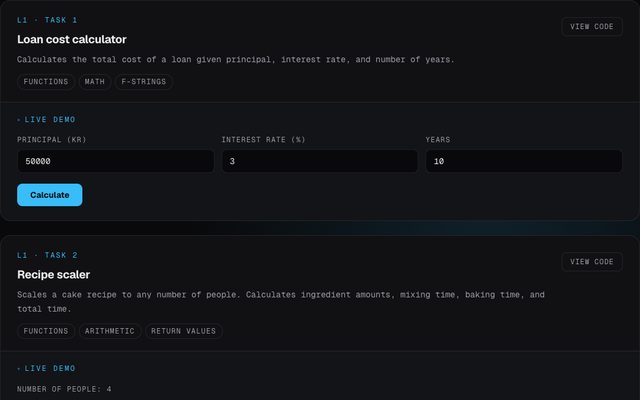 L1 · TASK 1
VIEW CODE
Loan cost calculator
Calculates the total cost of a loan given principal, interest rate, and number of years.
FUNCTIONS MATH F-STRINGS
LIVE DEMO
PRINCIPAL (KR) INTEREST RATE (%) YEARS
50000 3 10
Calculate
L1 · TASK 2
VIEW CODE
Recipe scaler
Scales a cake recipe to any number of people. Calculates ingredient amounts, mixing time, baking time, and
total time.
FUNCTIONS ARITHMETIC RETURN VALUES
LIVE DEMO
NUMBER OF PEOPLE: 4